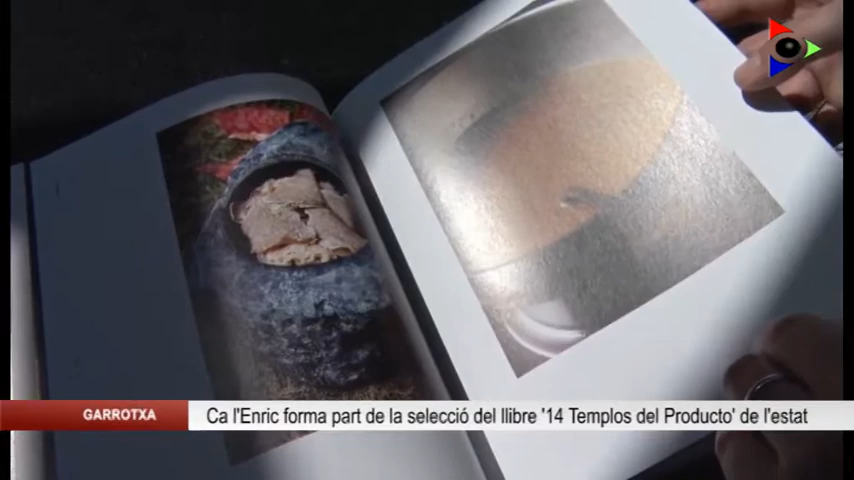 GARROTXA
Ca l'Enric forma part de la selecció del llibre '14 Templos del Producto' de l'estat